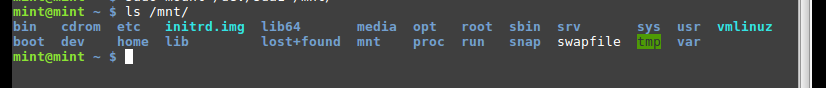 mint@mint ~ $ ls /mnt/
bin cdrom etc initrd.img lib64 media opt root sbin srv sys usr vmlinuz
boot dev home lib lost+found mnt proc run snap swapfile tmp var
mint@mint ~ $